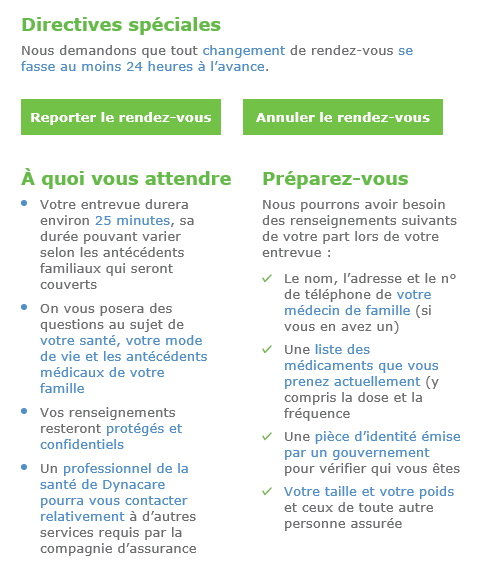 Directives spéciales
Nous demandons que tout changement de rendez-vous se
fasse au moins 24 heures à l’avance.
Reporter le rendez-vous
Annuler le rendez-vous
À quoi vous attendre
Votre entrevue durera
environ 25 minutes, sa
durée pouvant varier
selon les antécédents
familiaux qui seront
couverts
On vous posera des
questions au sujet de
votre santé, votre mode
de vie et les antécédents
médicaux de votre
famille
Vos renseignements
resteront protégés et
confidentiels
Un professionnel de la
santé de Dynacare
pourra vous contacter
relativement à d’autres
services requis par la
compagnie d’assurance
Préparez-vous
Nous pourrons avoir besoin
des renseignements suivants
de votre part lors de votre
entrevue :
Le nom, l’adresse et le n°
de téléphone de votre
médecin de famille (si
vous en avez un)
Une liste des
médicaments que vous
prenez actuellement (y
compris la dose et la
fréquence
Une pièce d’identité émise
par un gouvernement
pour vérifier qui vous êtes
Votre taille et votre poids
et ceux de toute autre
personne assurée